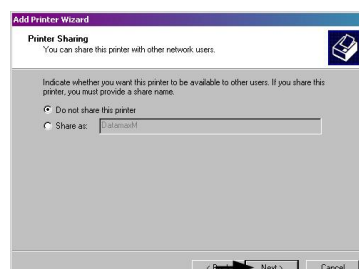 Add Printer Wizard
Printer Sharing
You can share this printer with other network users.
Indicate whether you want this printer to be available to other users. If you share this
printer, you must provide a share name.
Do not share this printer
Share as: DatamaxM
Next > Cancel